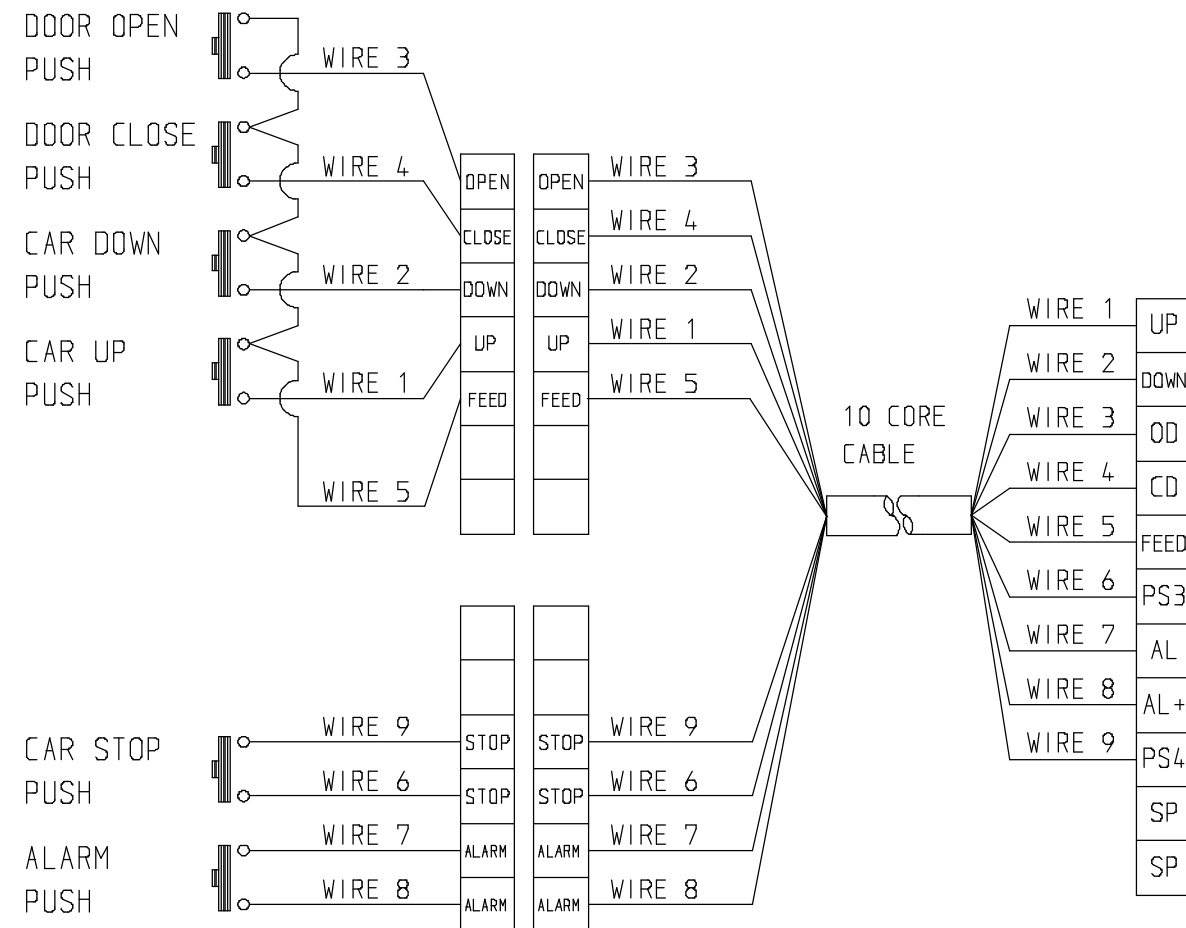 DOOR OPEN
PUSH
WIRE 3
DOOR CLOSE
PUSH
WIRE 4
CAR DOWN
PUSH
WIRE 2
CAR UP
PUSH
WIRE 1
WIRE 5
OPEN
CLOSE
DOWN
UP
FEED
OPEN
CLOSE
DOWN
UP
FEED
WIRE 3
WIRE 4
WIRE 2
WIRE 1
WIRE 5
CAR STOP
PUSH
WIRE 9
WIRE 6
ALARM
PUSH
WIRE 7
WIRE 8
STOP
STOP
ALARM
ALARM
STOP
STOP
ALARM
ALARM
WIRE 9
WIRE 6
WIRE 7
WIRE 8
10 CORE
CABLE
WIRE 1
WIRE 2
WIRE 3
WIRE 4
WIRE 5
WIRE 6
WIRE 7
WIRE 8
WIRE 9
UP
DOWN
OD
CD
FEED
PS3
AL
AL+
PS4
SP
SP